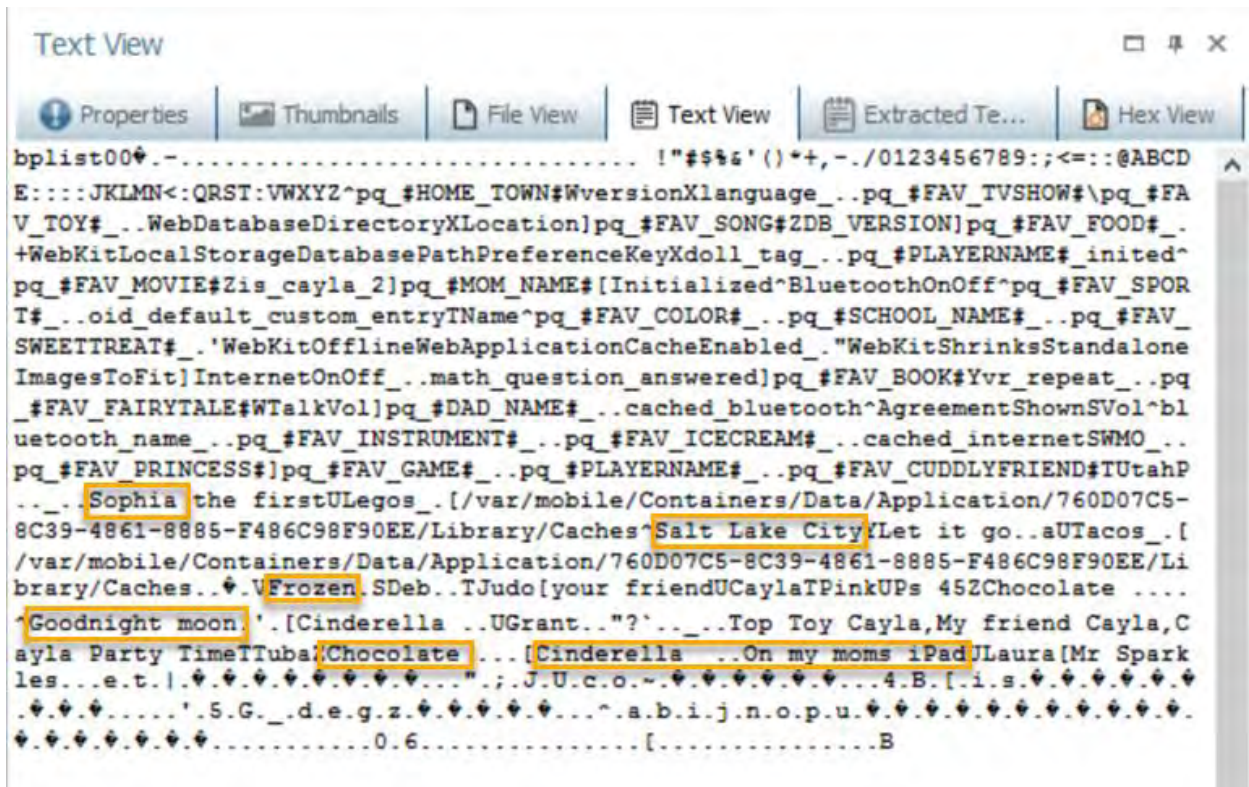 Text View
Properties Thumbnails File View Text View Extracted Te... Hex View
bplist00�.-................................ !"#$%&'()*+,-./0123456789:;<=::@ABCD
E::::JKLMN<:QRST:VWXYZ^pq_#HOME_TOWN#WversionXlanguage_..pq_#FAV_TVSHOW#\pq_#FA
V_TOY#_..WebDatabaseDirectoryXLocation]pq_#FAV_SONG#ZDB_VERSION]pq_#FAV_FOOD#_.
+WebKitLocalStorageDatabasePathPreferenceKeyXdoll_tag_..pq_#PLAYERNAME#_inited^
pq_#FAV_MOVIE#Zis_cayla_2]pq_#MOM_NAME#[Initialized^BluetoothOnOff^pq_#FAV_SPOR
T#_..oid_default_custom_entryTName^pq_#FAV_COLOR#_..pq_#SCHOOL_NAME#_..pq_#FAV_
SWEETTREAT#_.'WebKitOfflineWebApplicationCacheEnabled_."WebKitShrinksStandalone
ImagesToFit]InternetOnOff_..math_question_answered]pq_#FAV_BOOK#Yvr_repeat_..pq
_#FAV_FAIRYTALE#WTalkVol]pq_#DAD_NAME#_..cached_bluetooth^AgreementShownSVol^bl
uetooth_name_..pq_#FAV_INSTRUMENT#_..pq_#FAV_ICECREAM#_..cached_internetSWMO_..
pq_#FAV_PRINCESS#]pq_#FAV_GAME#_..pq_#PLAYERNAME#_..pq_#FAV_CUDDLYFRIEND#TUtahP
.._..Sophia the firstULegos_.[/var/mobile/Containers/Data/Application/760D07C5-
8C39-4861-8885-F486C98F90EE/Library/Caches^Salt Lake CityYLet it go..aUTacos_.[
/var/mobile/Containers/Data/Application/760D07C5-8C39-4861-8885-F486C98F90EE/Li
brary/Caches..�.VFrozen.SDeb..TJudo[your friendUCaylaTPinkUPs 45ZChocolate ....
^Goodnight moon.'.[Cinderella ..UGrant.."?`.._..Top Toy Cayla,My friend Cayla,C
ayla Party TimeTTubaZChocolate ...[Cinderella _..On my moms iPadULaura[Mr Spark
les...e.t.|.�.�.�.�.�.�.�.�...".;.J.U.c.o.~.�.�.�.�.�.�...4.B.[.i.s.�.�.�.�.�.�
.�.�.�.....'.5.G._.d.e.g.z.�.�.�.�.�...^.a.b.i.j.n.o.p.u.�.�.�.�.�.�.�.�.�.�.�.
�.�.�.�.�.�.�...........0.6...............[...............B